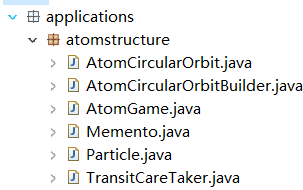 applications
atomstructure
AtomCircularOrbit.java
AtomCircularOrbitBuilder.java
AtomGame.java
Memento.java
Particle.java
TransitCareTaker.java